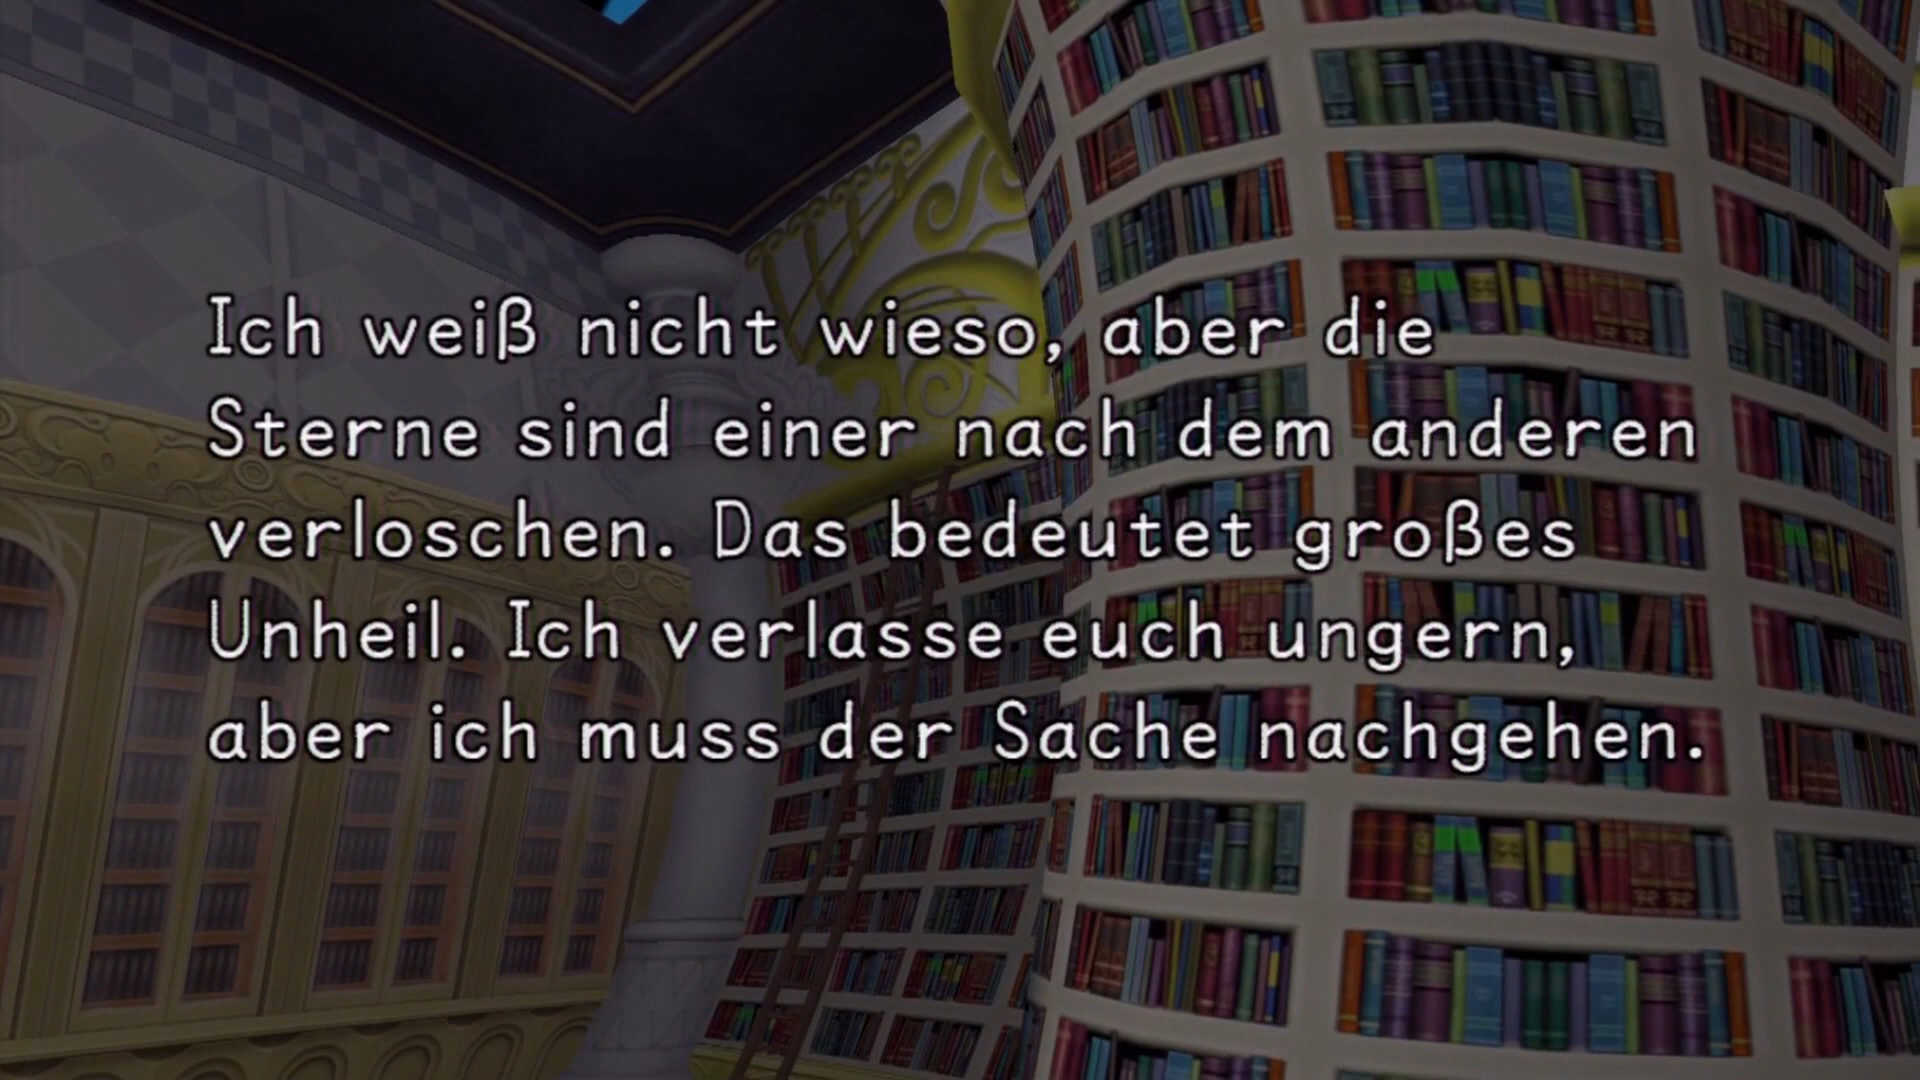 Ich weiß nicht wieso, aber die
Sterne sind einer nach dem anderen
verloschen. Das bedeutet großes
Unheil. Ich verlasse euch ungern,
aber ich muss der Sache nachgehen.